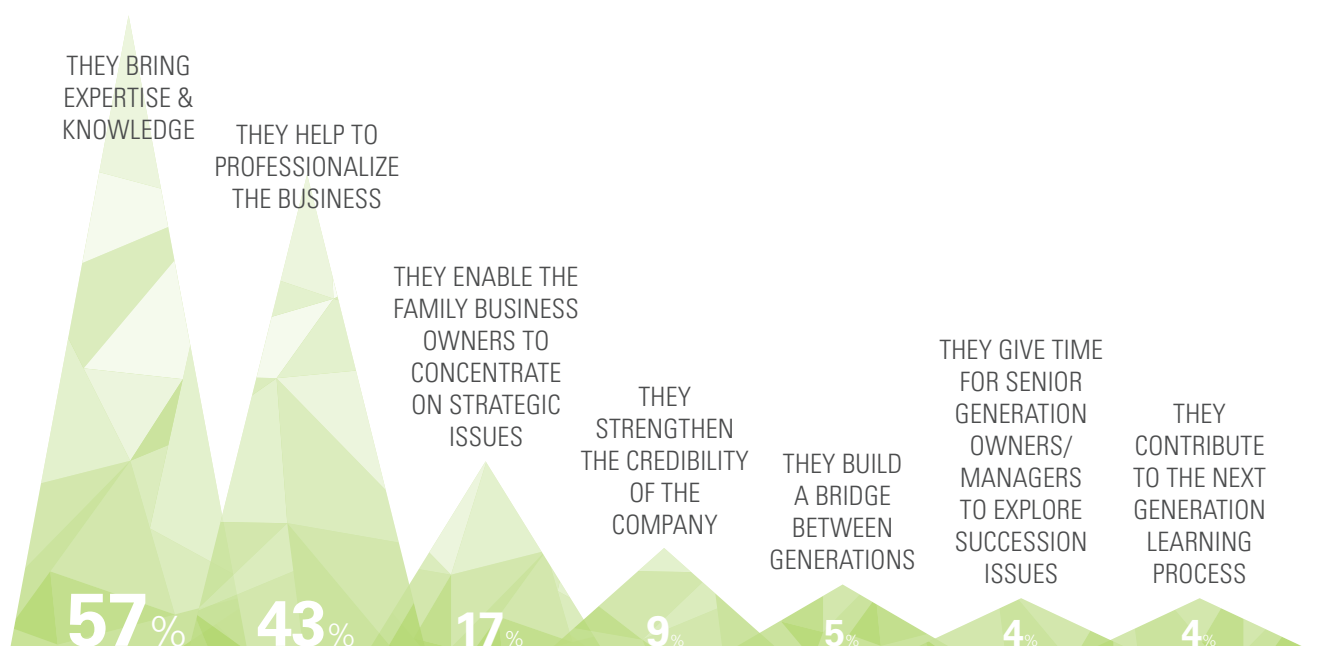 THEY BRING
EXPERTISE &
KNOWLEDGE
57%
THEY HELP TO
PROFESSIONALIZE
THE BUSINESS
43%
THEY ENABLE THE
FAMILY BUSINESS
OWNERS TO
CONCENTRATE
ON STRATEGIC
ISSUES
17%
THEY
STRENGTHEN
THE CREDIBILITY
OF THE
COMPANY
9%
THEY BUILD
A BRIDGE
BETWEEN
GENERATIONS
5%
THEY GIVE TIME
FOR SENIOR
GENERATION
OWNERS/
MANAGERS
TO EXPLORE
SUCCESSION
ISSUES
4%
THEY
CONTRIBUTE
TO THE NEXT
GENERATION
LEARNING
PROCESS
4%